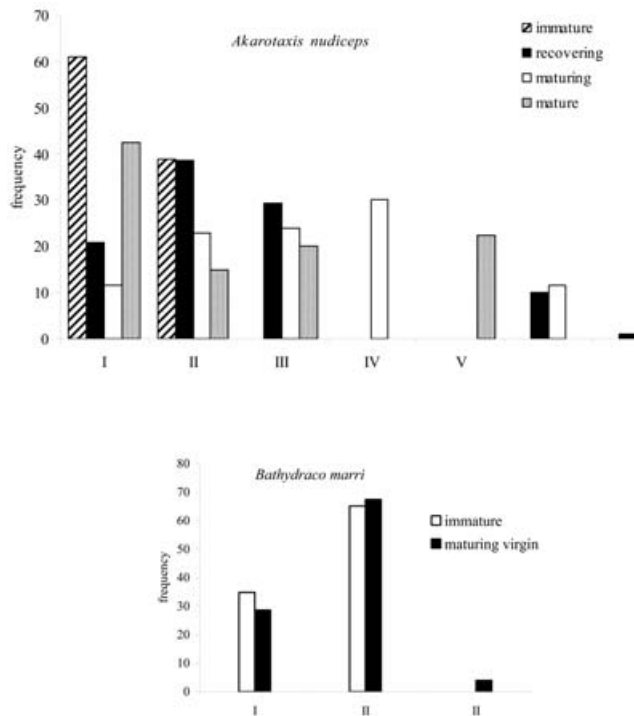 Akarotaxis nudiceps
immature
recovering
maturing
mature
frequency
70
60
50
40
30
20
10
0
I II III IV V
Bathydraco marri
immature
maturing virgin
frequency
80
70
60
50
40
30
20
10
0
I II II